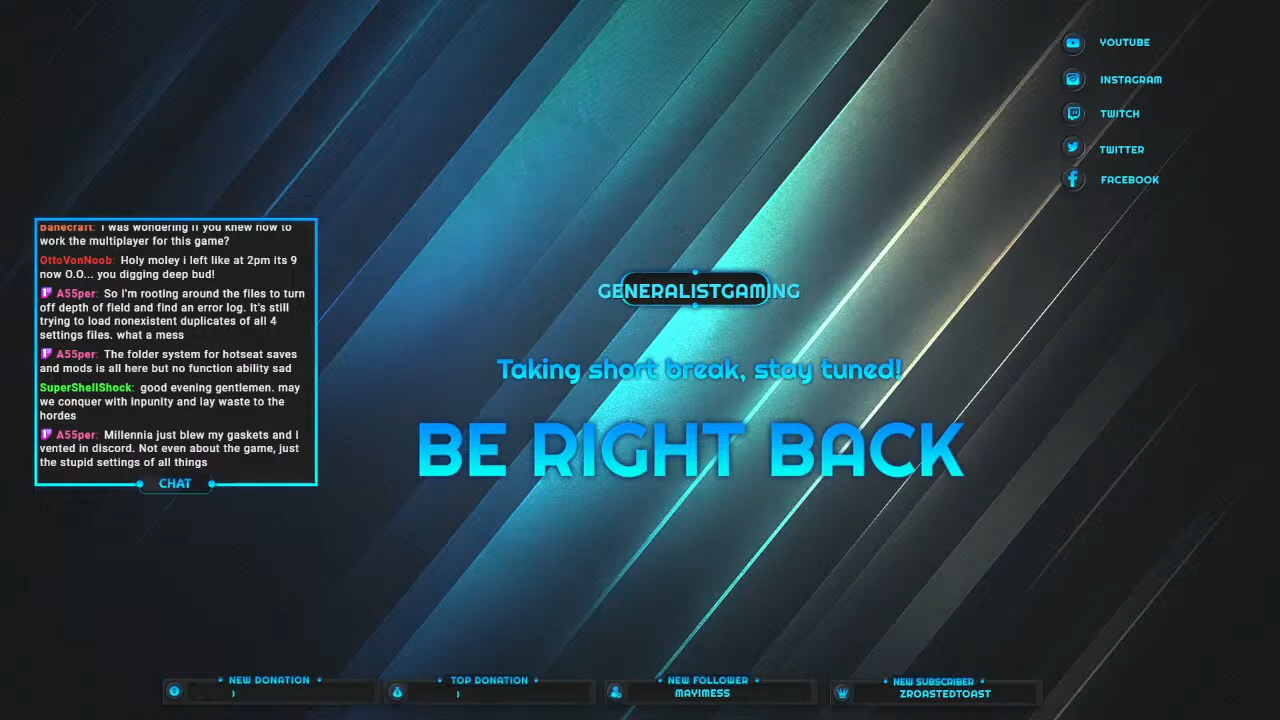 YOUTUBE
INSTAGRAM
TWITCH
TWITTER
FACEBOOK
Banecraft: I was wondering if you knew how to
work the multiplayer for this game?
OttoVonNoob: Holy moley i left like at 2pm its 9
now O.O... you digging deep bud!
A55per: So I'm rooting around the files to turn
off depth of field and find an error log. It's still
trying to load nonexistent duplicates of all 4
settings files. what a mess
A55per: The folder system for hotseat saves
and mods is all here but no function ability sad
SuperShellShock: good evening gentlemen. may
we conquer with inpunity and lay waste to the
hordes
A55per: Millennia just blew my gaskets and I
vented in discord. Not even about the game, just
the stupid settings of all things
CHAT
GENERALISTGAMING
Taking short break, stay tuned!
BE RIGHT BACK
NEW DONATION
)
TOP DONATION
)
NEW FOLLOWER
MAYIMESS
NEW SUBSCRIBER
ZROASTEDTOAST